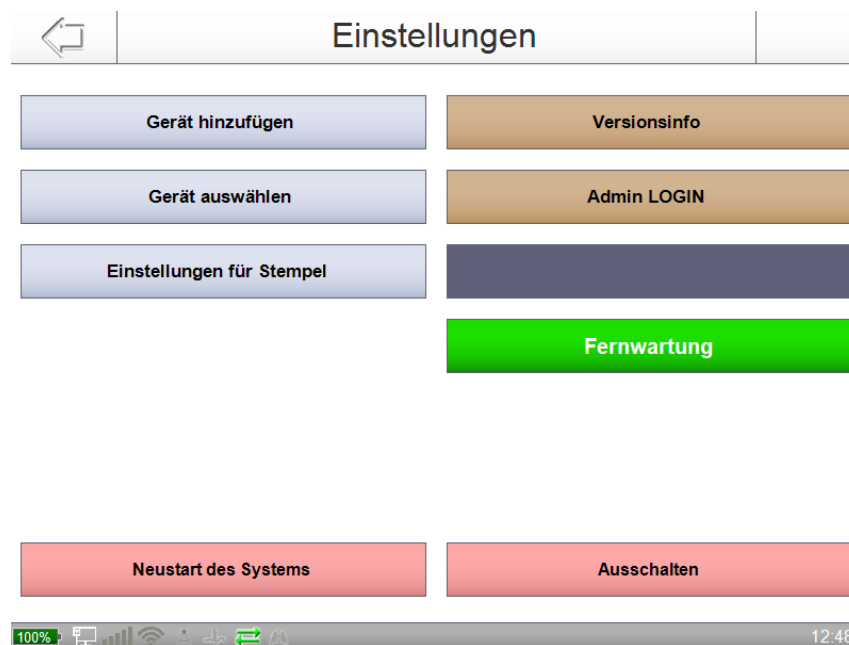 Einstellungen
Gerät hinzufügen
Versionsinfo
Gerät auswählen
Admin LOGIN
Einstellungen für Stempel
Fernwartung
Neustart des Systems
Ausschalten
100%
12:48